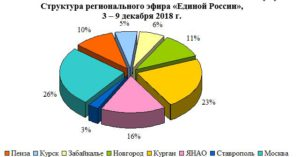 Структура регионального эфира «Единой России»,
3 – 9 декабря 2018 г.
5%
6%
10%
11%
26%
23%
3%
16%
Пенза Курск Забайкалье Новгород Курган ЯНАО Ставрополь Москва